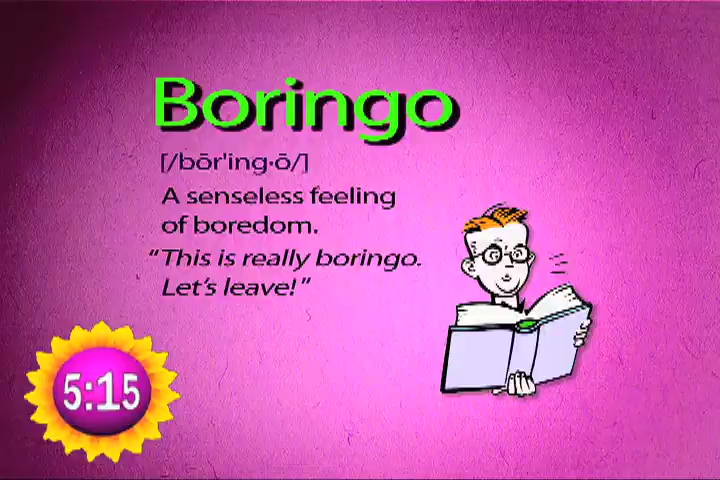 Boringo
[/bōr'ing·ō/]
A senseless feeling
of boredom.
“This is really boringo.
Let’s leave!”
5:15